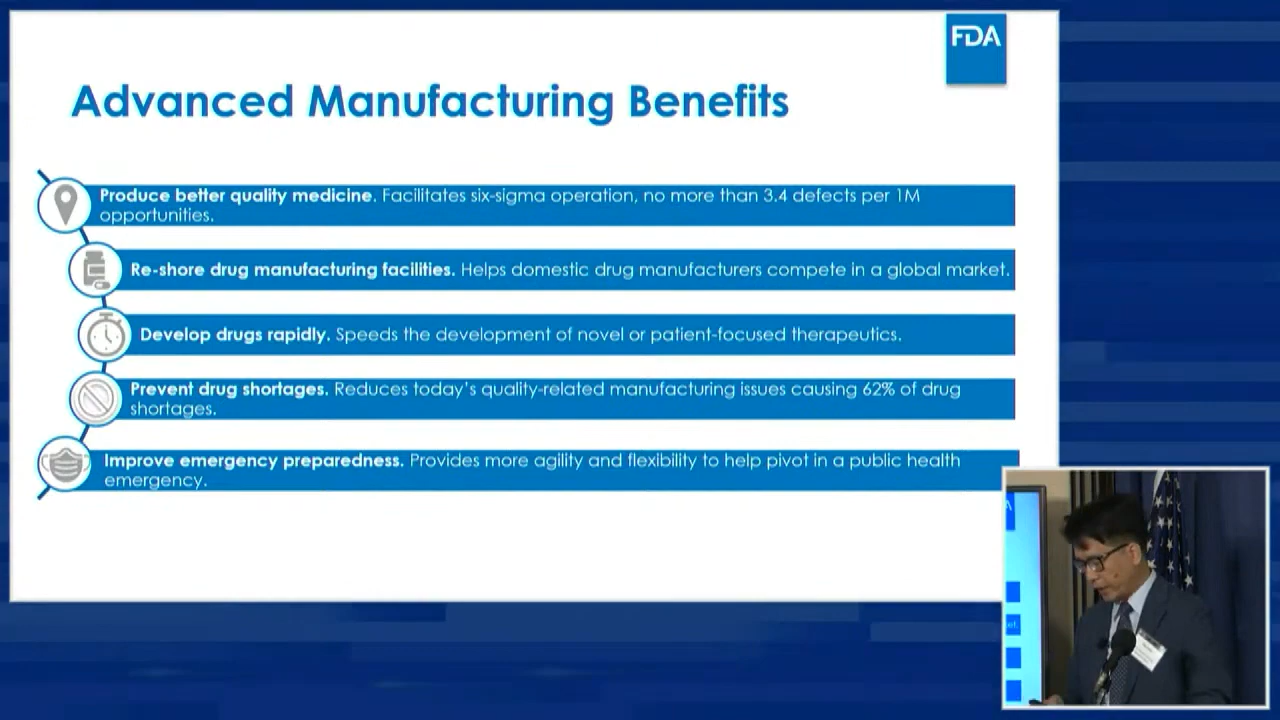 FDA
Advanced Manufacturing Benefits
Produce better quality medicine. Facilitates six-sigma operation, no more than 3.4 defects per 1M
opportunities.
Re-shore drug manufacturing facilities. Helps domestic drug manufacturers compete in a global market.
Develop drugs rapidly. Speeds the development of novel or patient-focused therapeutics.
Prevent drug shortages. Reduces today's quality-related manufacturing issues causing 62% of drug
shortages.
Improve emergency preparedness. Provides more agility and flexibility to help pivot in a public health
emergency.